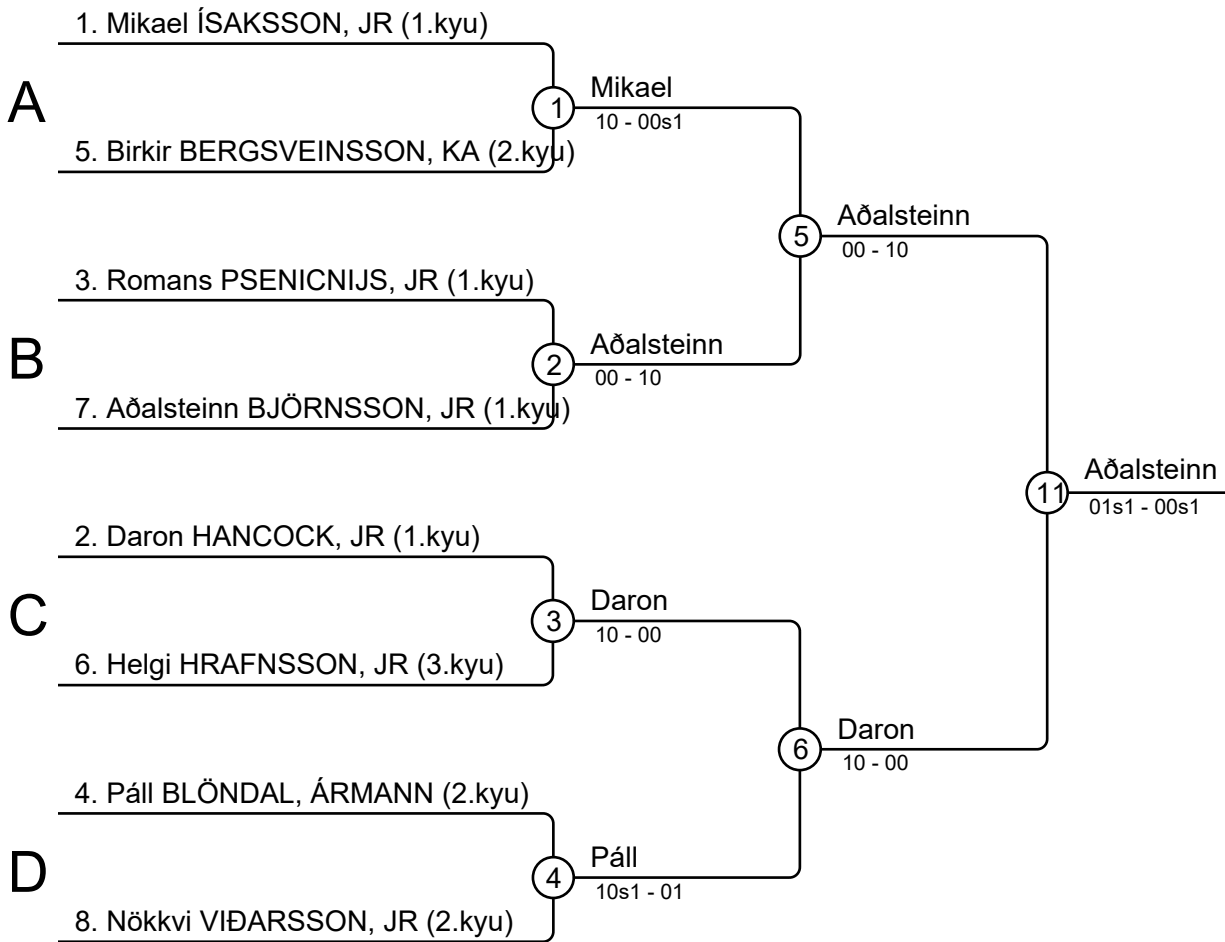 1. Mikael ÍSAKSSON, JR (1.kyu)
A
1
Mikael
10 - 00s1
5. Birkir BERGSVEINSSON, KA (2.kyu)
5
Aðalsteinn
00 - 10
3. Romans PSENICNIJS, JR (1.kyu)
B
2
Aðalsteinn
00 - 10
7. Aðalsteinn BJÖRNSSON, JR (1.kyu)
11
Aðalsteinn
01s1 - 00s1
2. Daron HANCOCK, JR (1.kyu)
C
3
Daron
10 - 00
6. Helgi HRAFNSSON, JR (3.kyu)
6
Daron
10 - 00
4. Páll BLÖNDAL, ÁRMANN (2.kyu)
D
4
Páll
10s1 - 01
8. Nökkvi VIÐARSSON, JR (2.kyu)